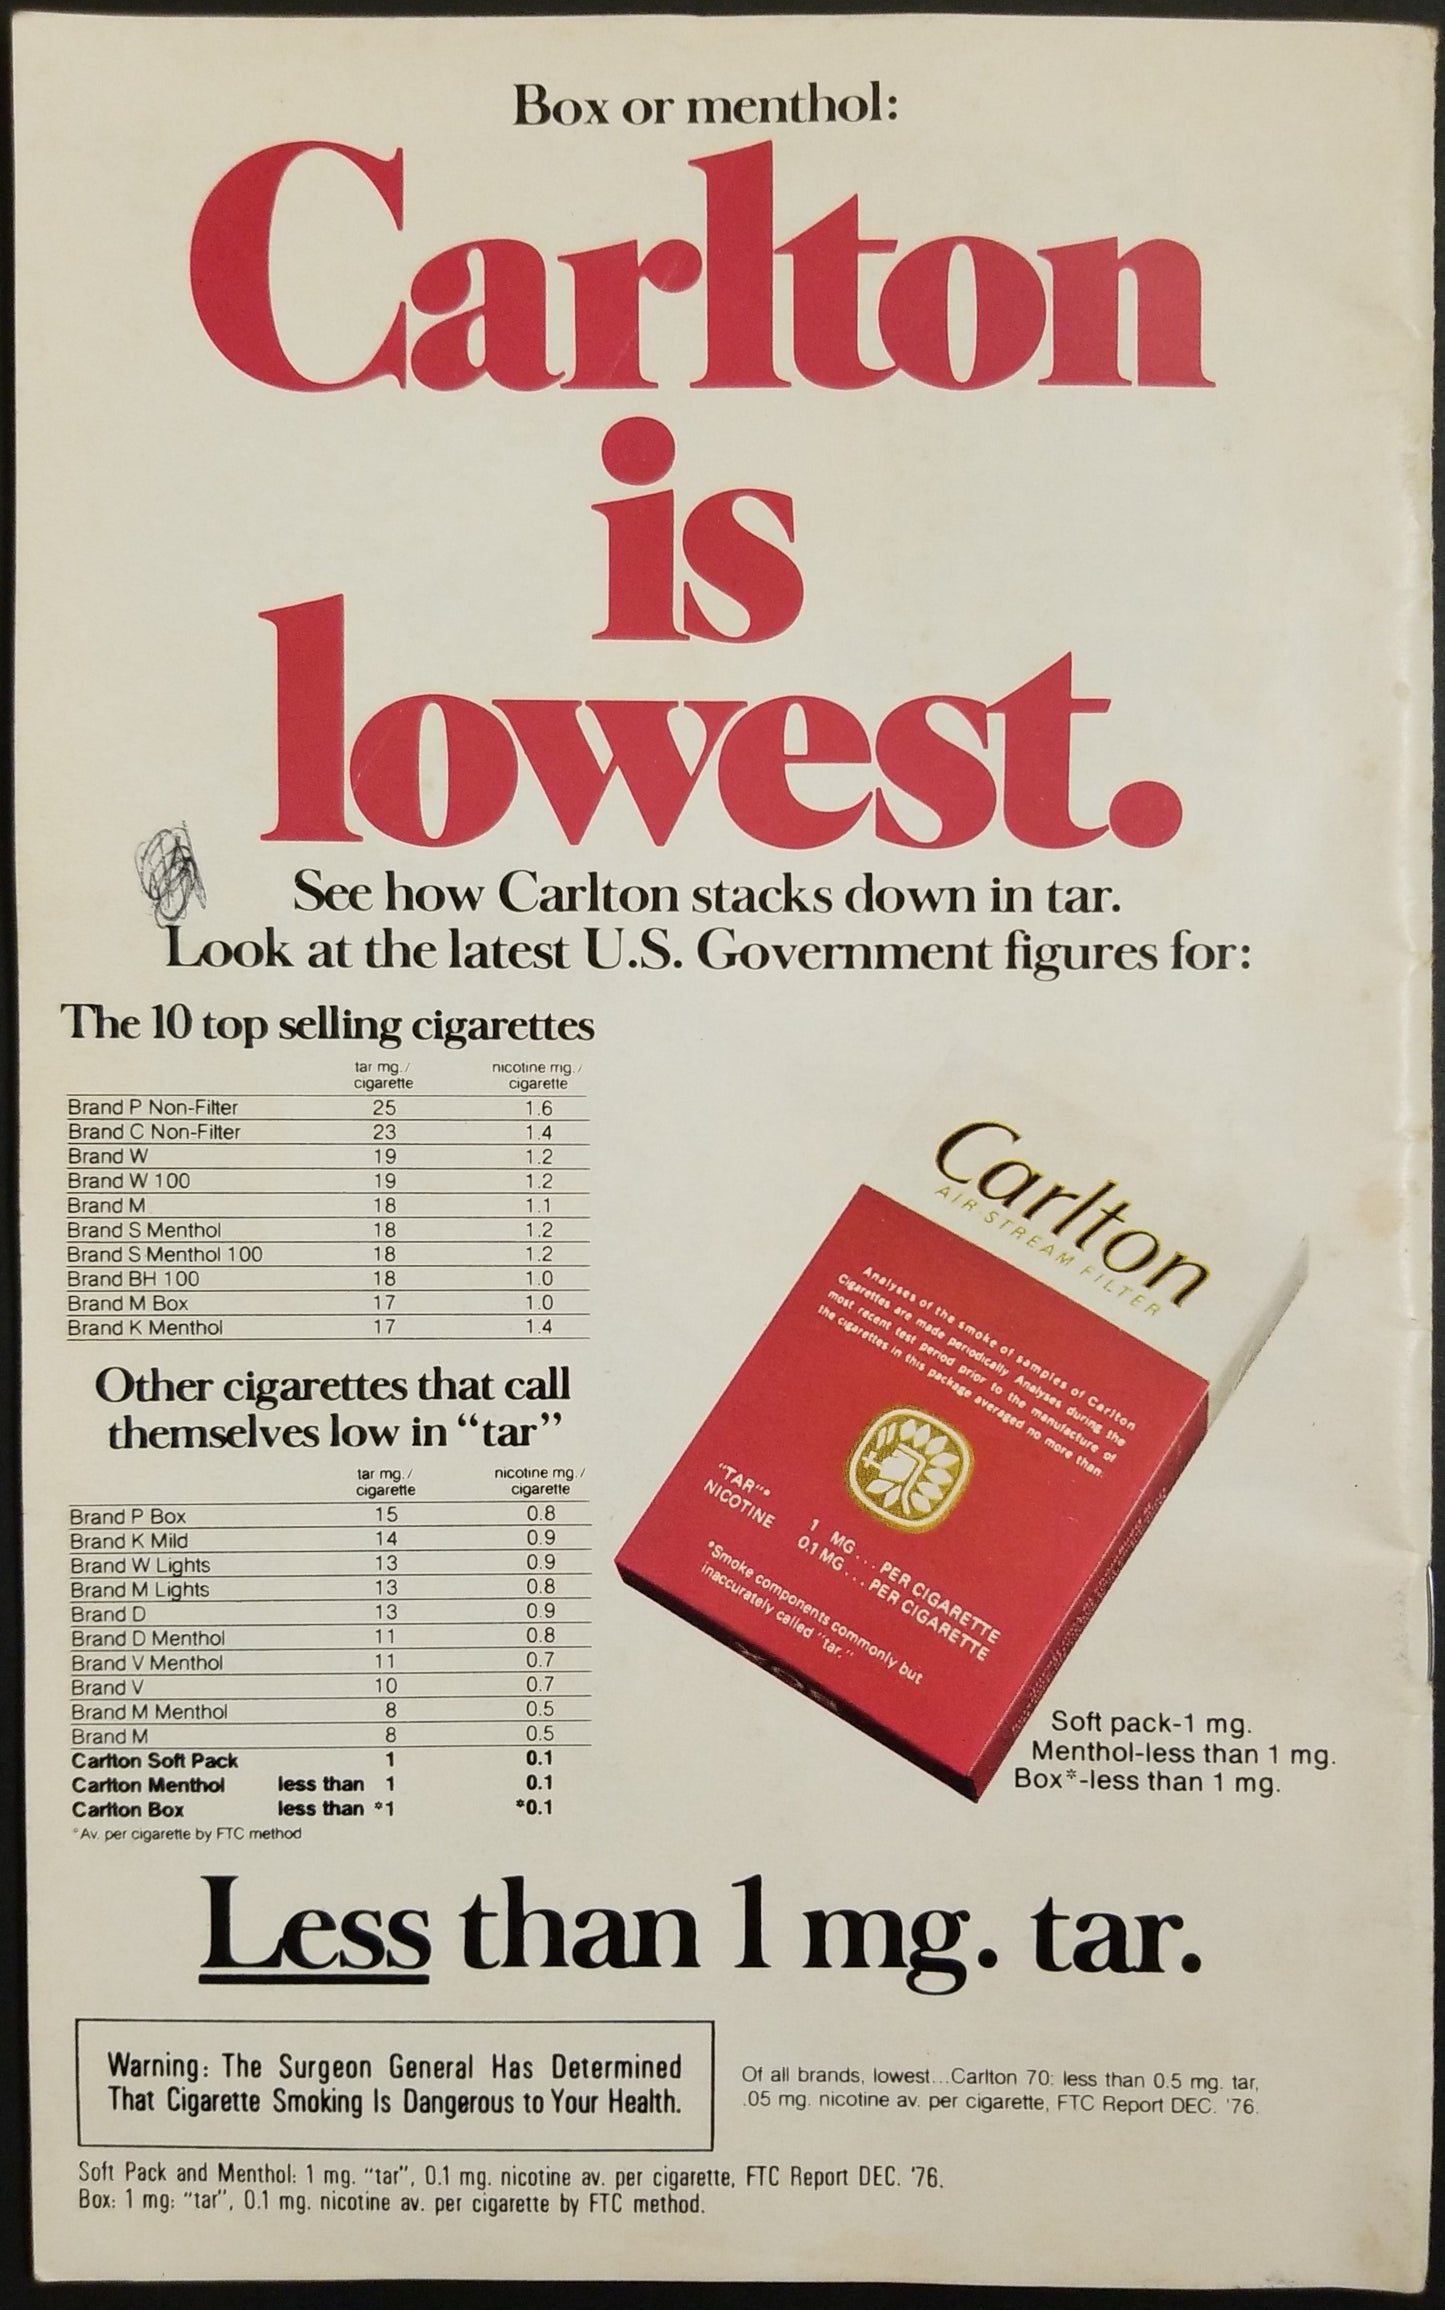 Box or menthol:
Carlton
is
lowest.
See how Carlton stacks down in tar.
Look at the latest U.S. Government figures for:
The 10 top selling cigarettes
tar mg./ nicotine mg./
cigarette cigarette
Brand P Non-Filter 25 1.6
Brand C Non-Filter 23 1.4
Brand W 19 1.2
Brand W 100 19 1.2
Brand M 18 1.1
Brand S Menthol 18 1.2
Brand S Menthol 100 18 1.2
Brand BH 100 18 1.0
Brand M Box 17 1.0
Brand K Menthol 17 1.4
Other cigarettes that call
themselves low in “tar”
tar mg./ nicotine mg./
cigarette cigarette
Brand P Box 15 0.8
Brand K Mild 14 0.9
Brand W Lights 13 0.9
Brand M Lights 13 0.8
Brand D 13 0.9
Brand D Menthol 11 0.8
Brand V Menthol 11 0.7
Brand V 10 0.7
Brand M Menthol 8 0.5
Brand M 8 0.5
Carlton Soft Pack 1 0.1
Carlton Menthol less than 1 0.1
Carlton Box less than *1 *0.1
*Av. per cigarette by FTC method
Carlton
AIR STREAM FILTER
Analyses of the smoke of samples of Carlton
Cigarettes are made periodically Analyses during the
most recent test period prior to the manufacture of
the cigarettes in this package averaged no more than.
"TAR"* 1 MG... PER CIGARETTE
NICOTINE 0.1 MG... PER CIGARETTE
*Smoke components commonly but
inaccurately called "tar."
Soft pack-1 mg.
Menthol-less than 1 mg.
Box*-less than 1 mg.
Less than 1 mg. tar.
Warning: The Surgeon General Has Determined
That Cigarette Smoking Is Dangerous to Your Health.
Of all brands, lowest...Carlton 70: less than 0.5 mg. tar,
.05 mg. nicotine av. per cigarette, FTC Report DEC. '76.
Soft Pack and Menthol: 1 mg. “tar”, 0.1 mg. nicotine av. per cigarette, FTC Report DEC. '76.
Box: 1 mg: “tar”, 0.1 mg. nicotine av. per cigarette by FTC method.